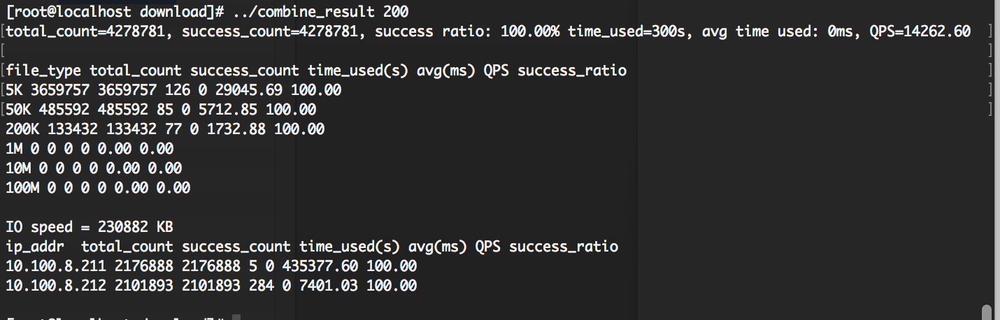 [root@localhost download]# ../combine_result 200
[total_count=4278781, success_count=4278781, success ratio: 100.00% time_used=300s, avg time used: 0ms, QPS=14262.60 ]
[ ]
[file_type total_count success_count time_used(s) avg(ms) QPS success_ratio ]
[5K 3659757 3659757 126 0 29045.69 100.00 ]
[50K 485592 485592 85 0 5712.85 100.00 ]
200K 133432 133432 77 0 1732.88 100.00
1M 0 0 0 0 0.00 0.00
10M 0 0 0 0 0.00 0.00
100M 0 0 0 0 0.00 0.00
IO speed = 230882 KB
ip_addr  total_count success_count time_used(s) avg(ms) QPS success_ratio
10.100.8.211 2176888 2176888 5 0 435377.60 100.00
10.100.8.212 2101893 2101893 284 0 7401.03 100.00